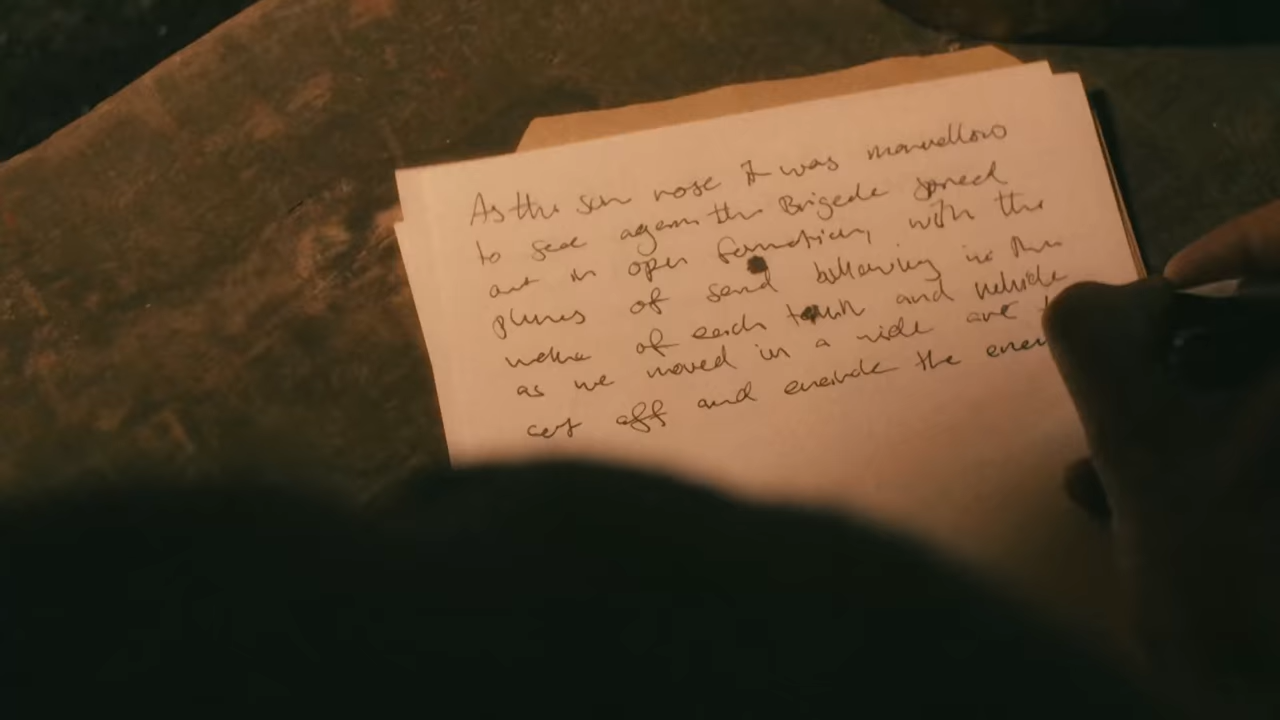 As the sun rose it was marvellous
to see again the Brigade spread
out in open formation, with the
plumes of sand billowing in the
wake of each truck and vehicle
as we moved in a wide arc t
cut off and encircle the enem